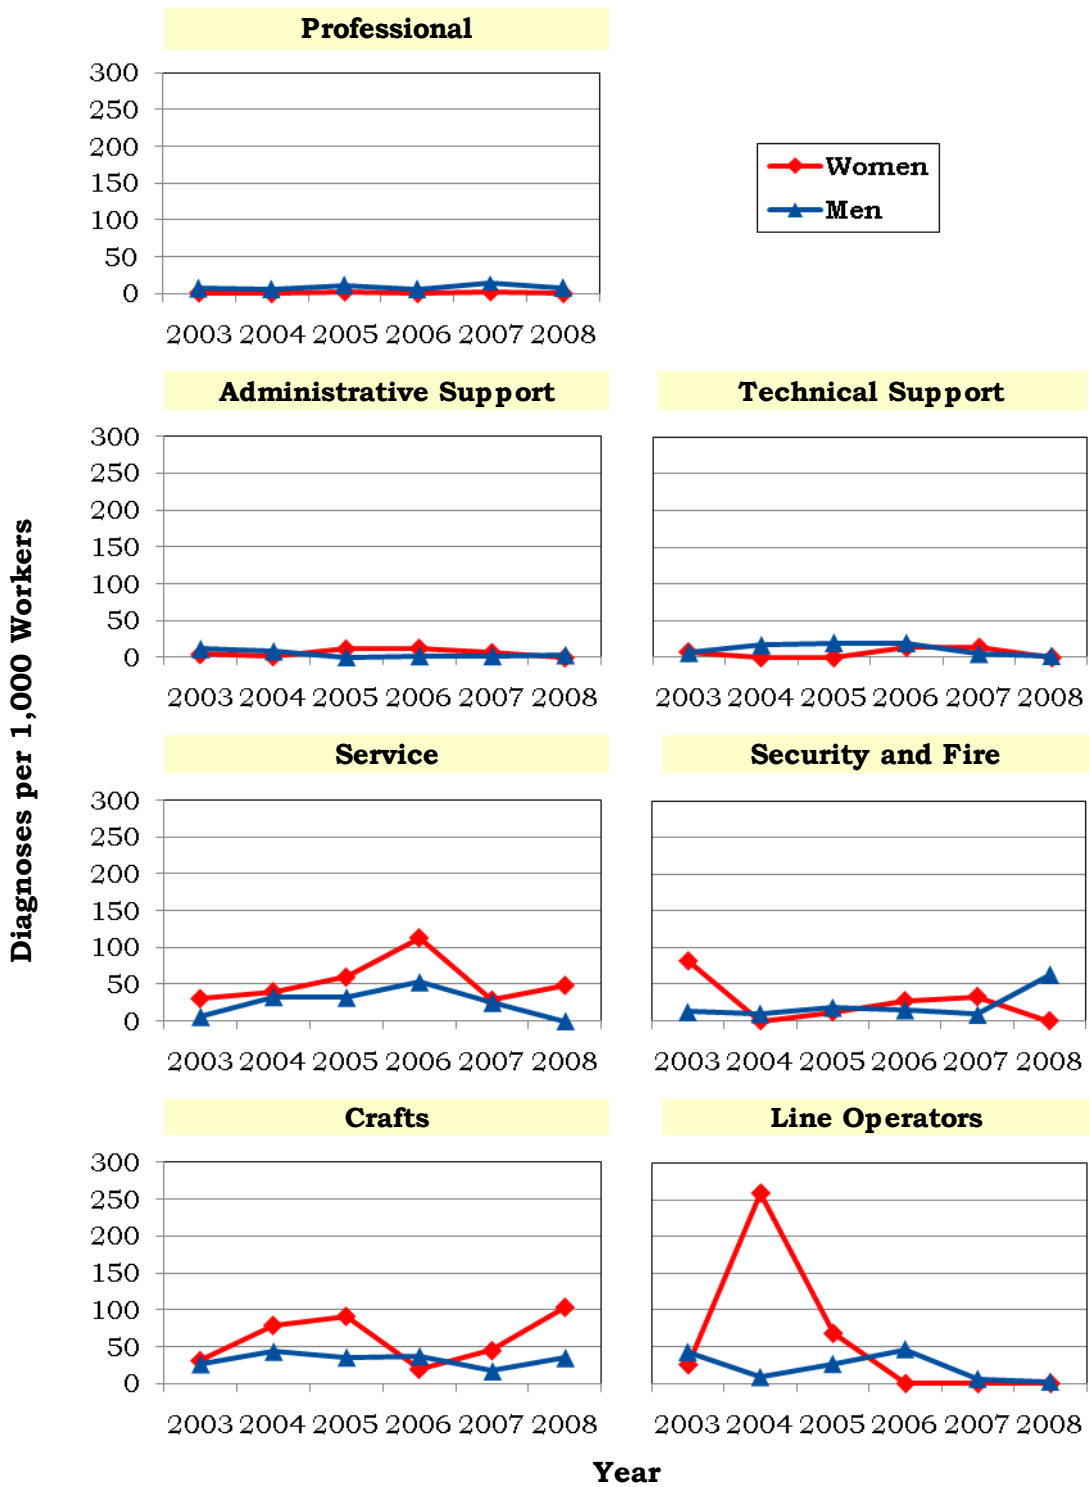 Professional
300
250
200
150
100
50
0
2003 2004 2005 2006 2007 2008
Women
Men
Diagnoses per 1,000 Workers
Administrative Support
300
250
200
150
100
50
0
2003 2004 2005 2006 2007 2008
Technical Support
2003 2004 2005 2006 2007 2008
Service
300
250
200
150
100
50
0
2003 2004 2005 2006 2007 2008
Security and Fire
2003 2004 2005 2006 2007 2008
Crafts
300
250
200
150
100
50
0
2003 2004 2005 2006 2007 2008
Line Operators
2003 2004 2005 2006 2007 2008
Year